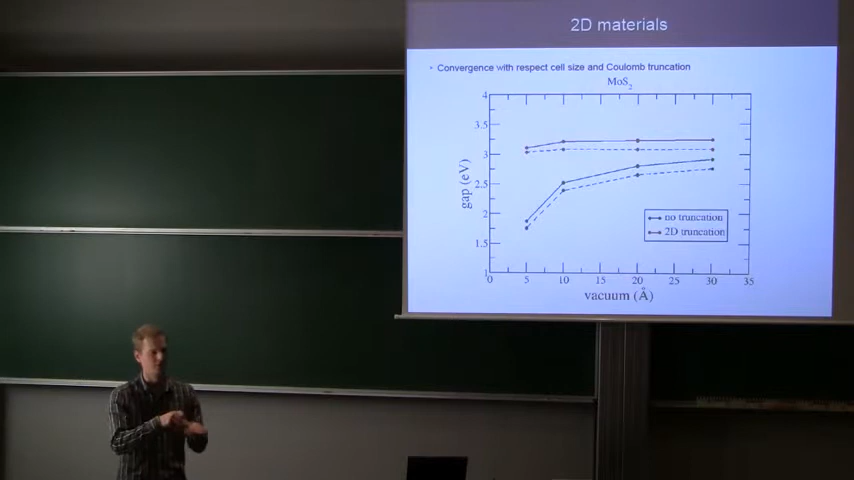 2D materials
• Convergence with respect cell size and Coulomb truncation
MoS2
4
3.5
3
2.5
2
1.5
1
gap (eV)
no truncation
2D truncation
0 5 10 15 20 25 30 35
vacuum (Å)